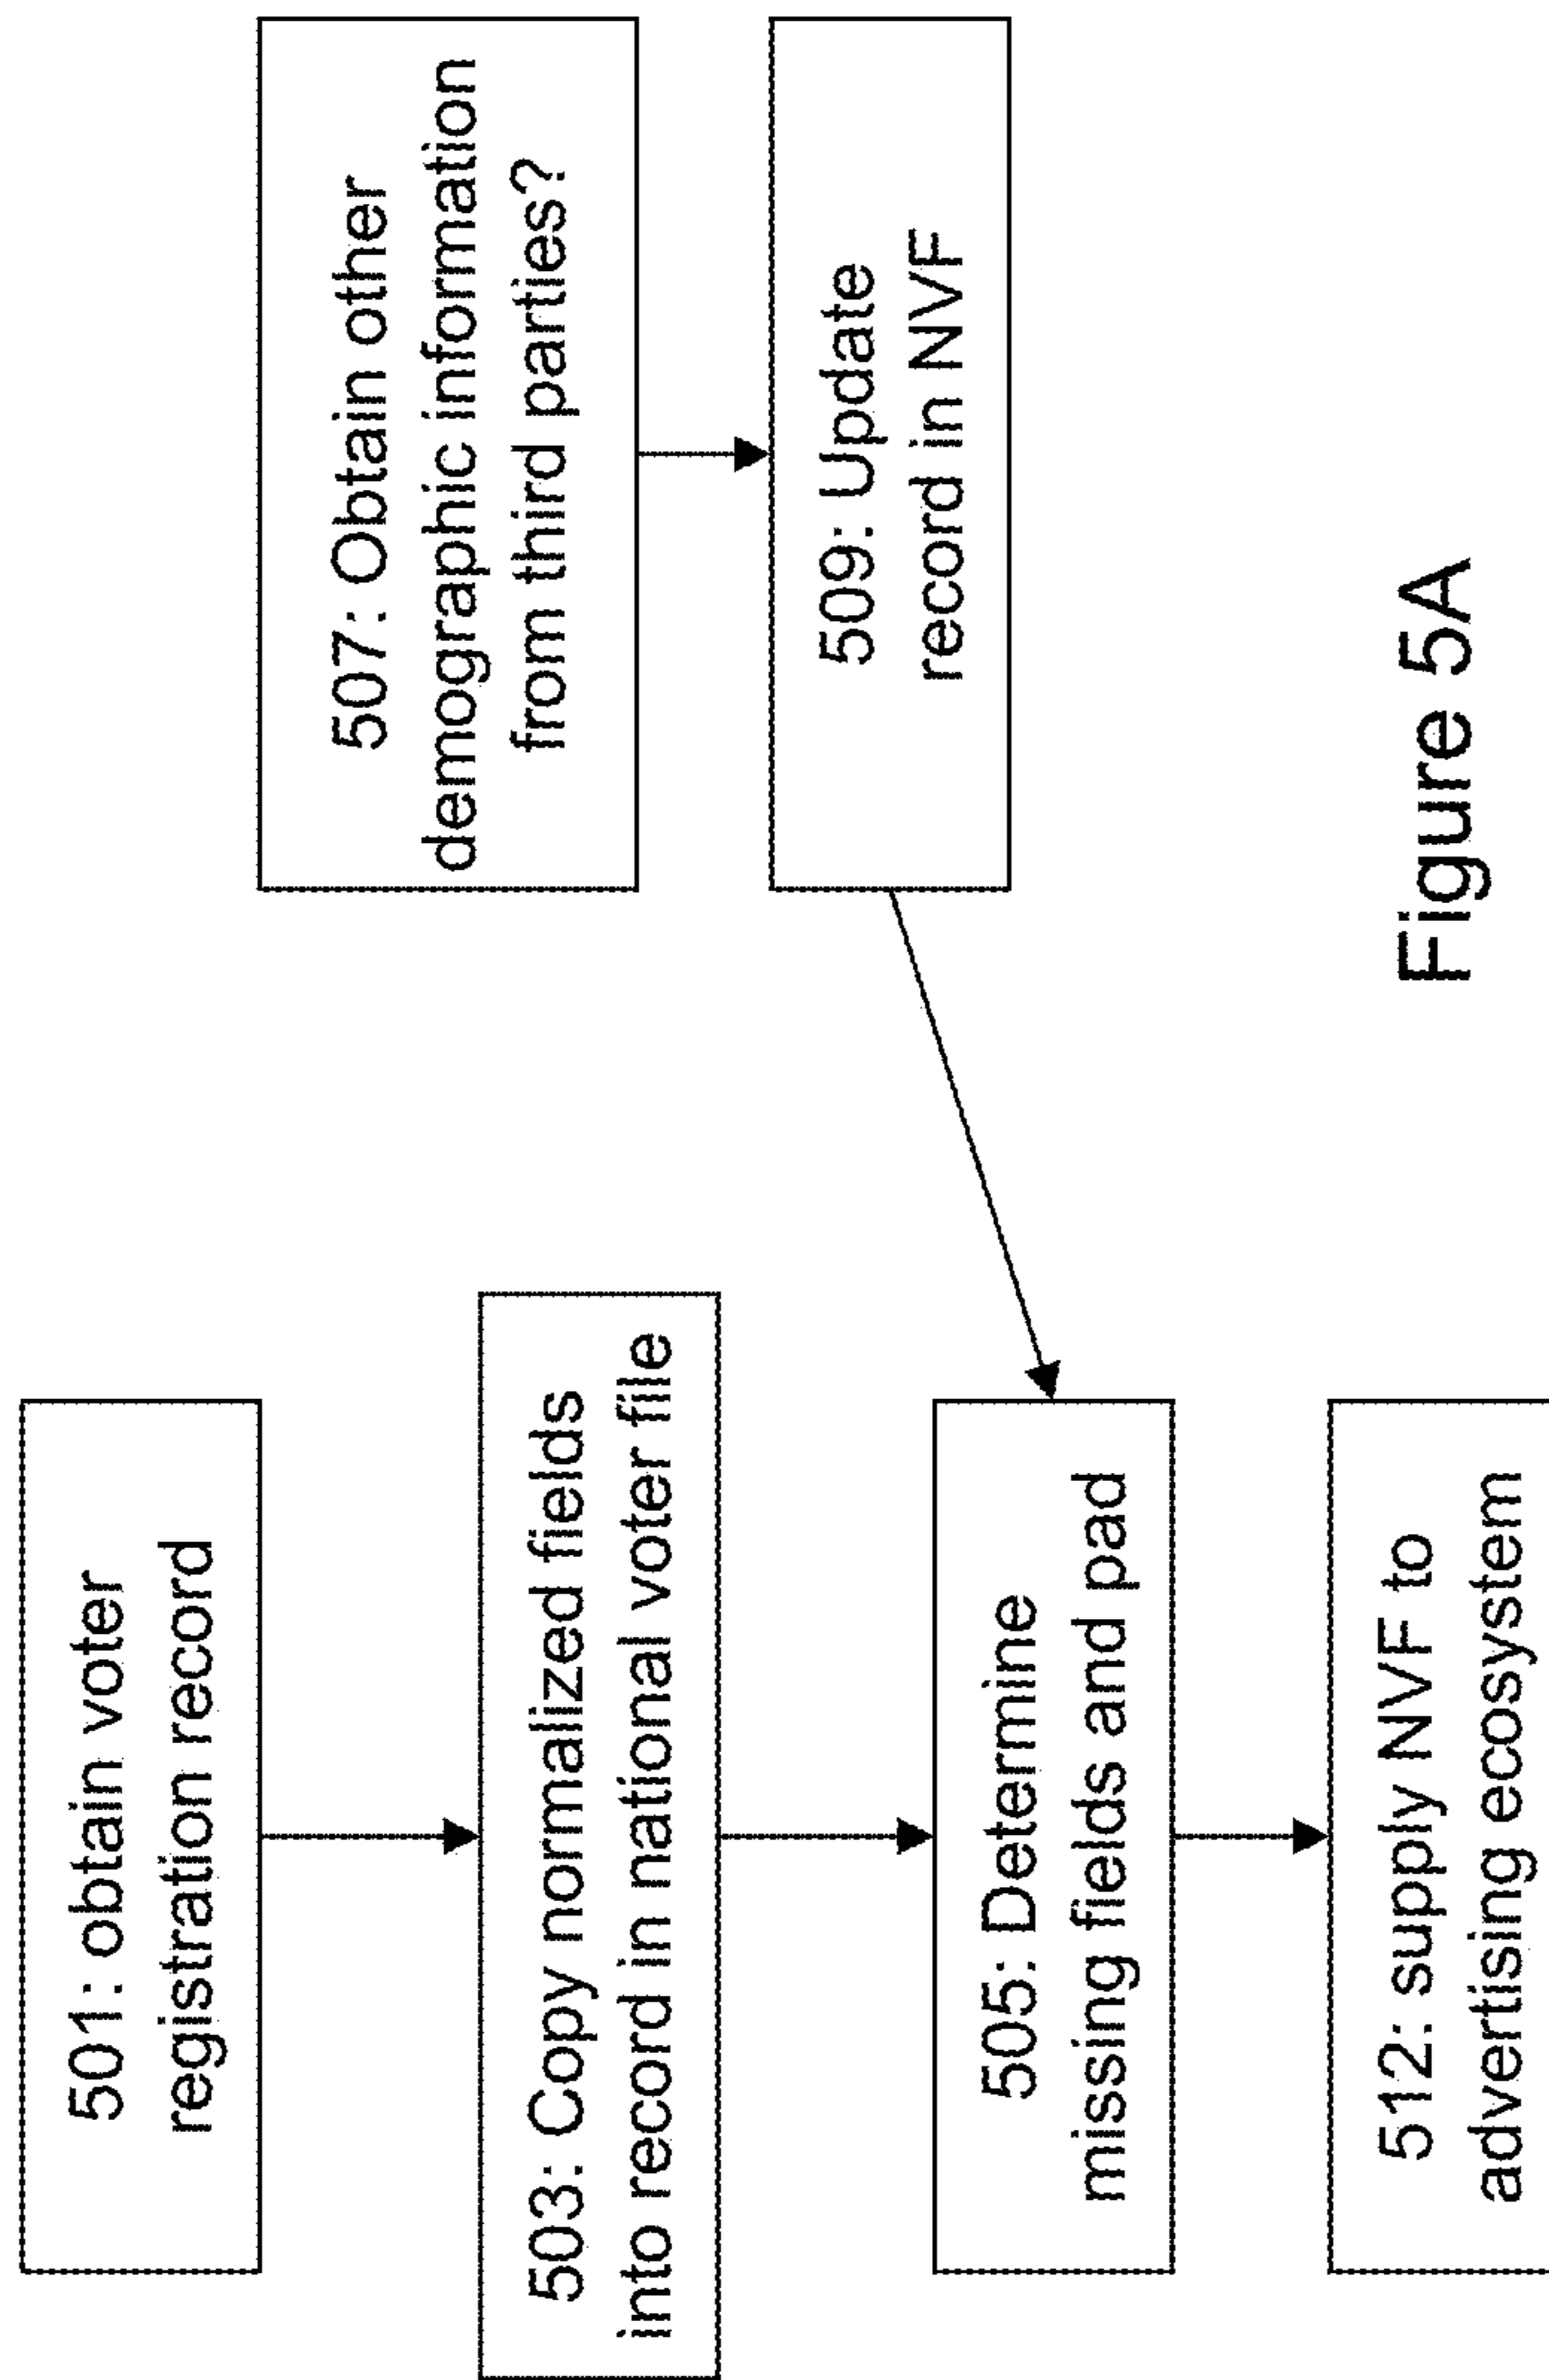 501: obtain voter
registration record
503: Copy normalized fields
into record in national voter file
505: Determine
missing fields and pad
512: supply NVF to
advertising ecosystem
507: Obtain other
demographic information
from third parties?
509: Update
record in NVF
Figure 5A